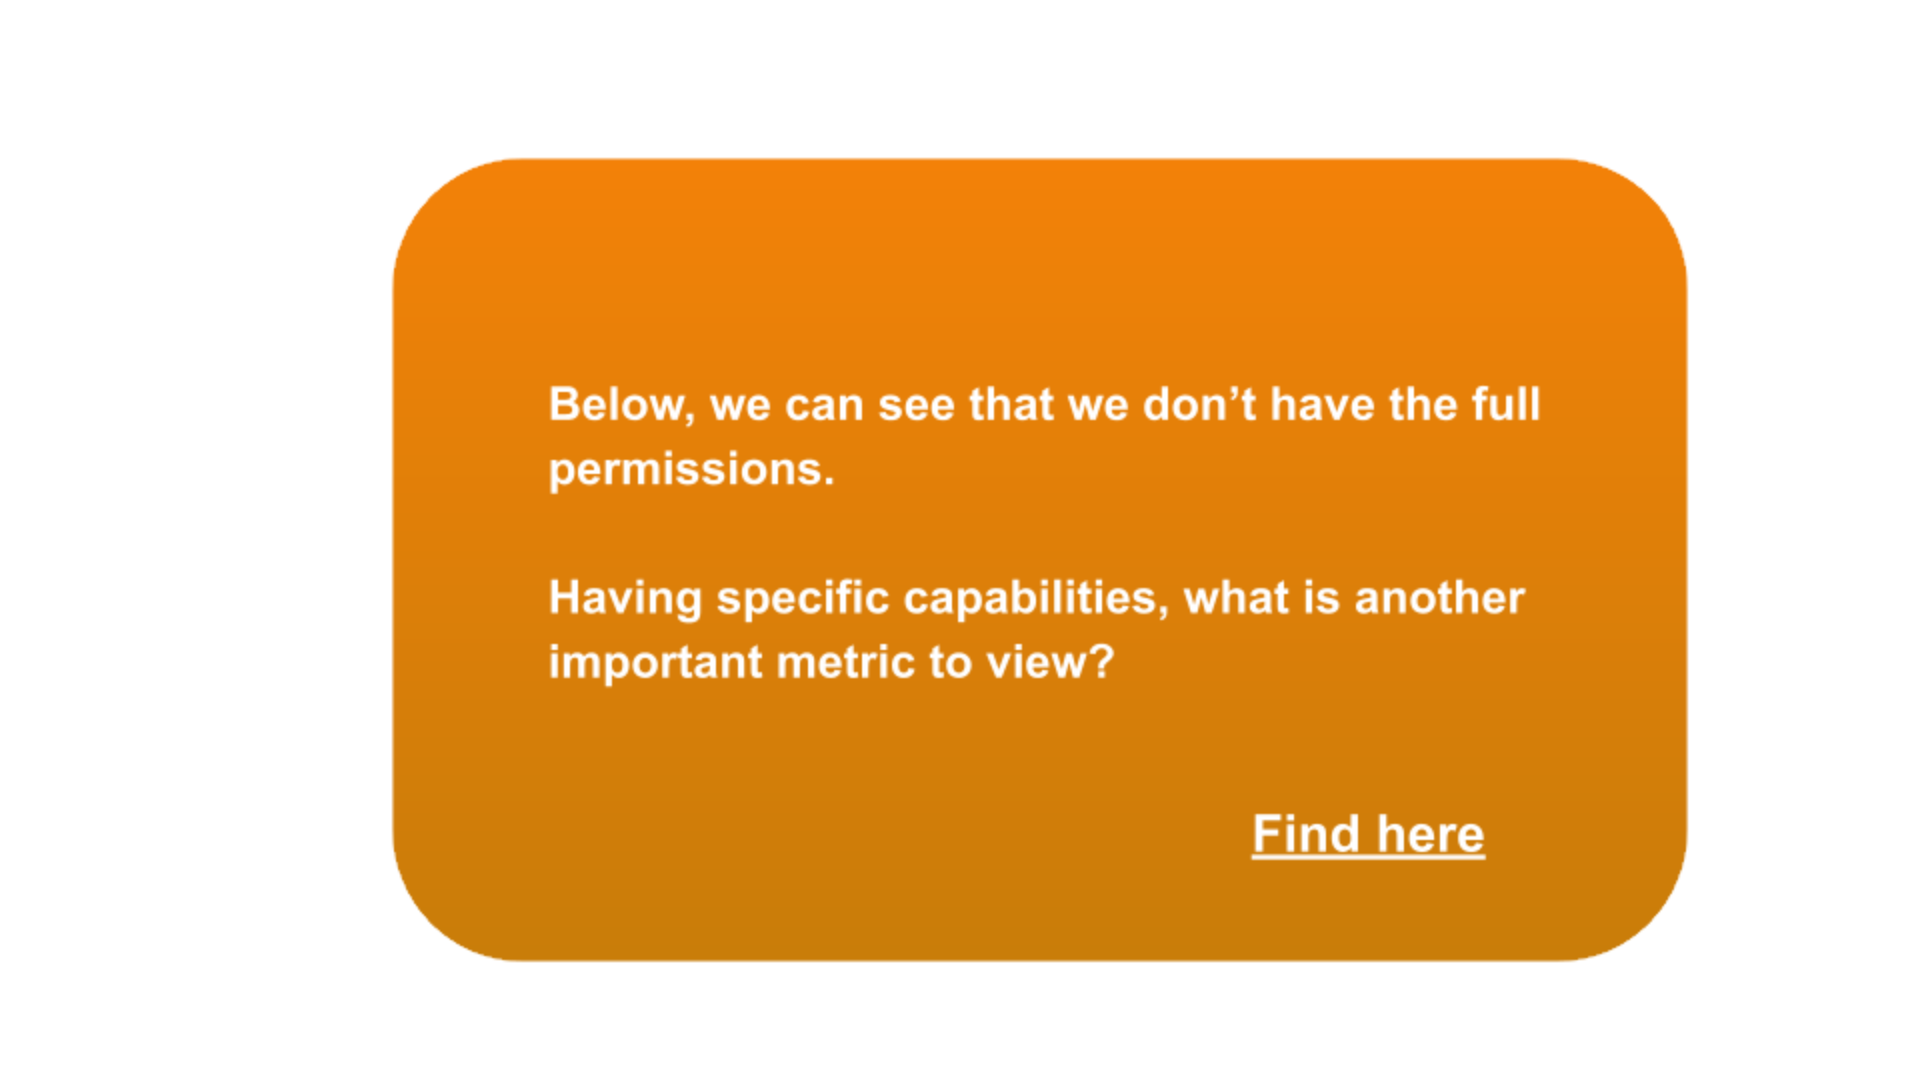 Below, we can see that we don’t have the full
permissions.
Having specific capabilities, what is another
important metric to view?
Find here